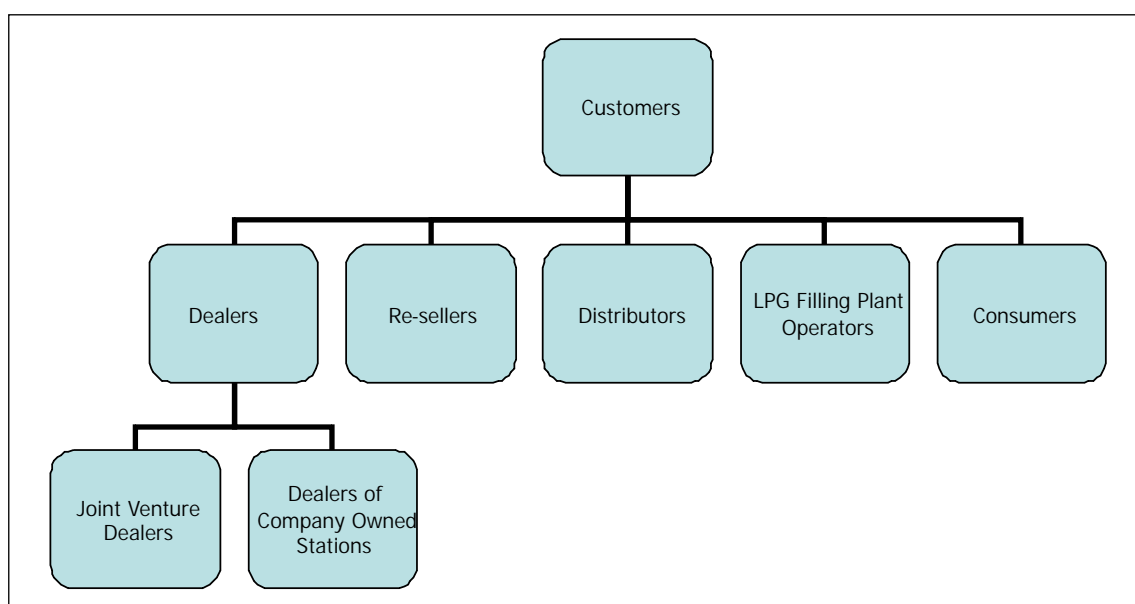 Customers
Dealers
Re-sellers
Distributors
LPG Filling Plant
Operators
Consumers
Joint Venture
Dealers
Dealers of
Company Owned
Stations